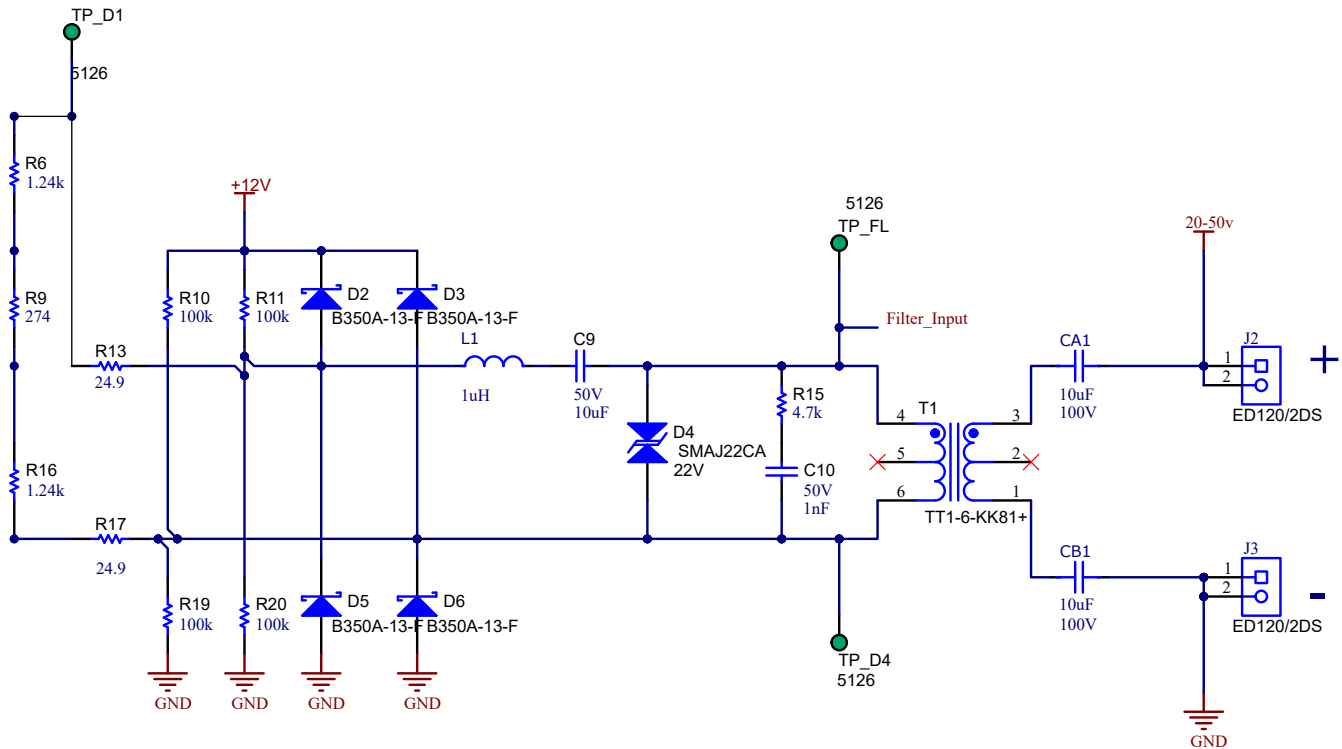 TP_D1
5126
R6
1.24k
R9
274
R13
24.9
R16
1.24k
R17
24.9
+12V
R10
100k
R11
100k
D2
B350A-13-F
D3
B350A-13-F
R19
100k
R20
100k
D5
B350A-13-F
D6
B350A-13-F
GND
GND
GND
GND
L1
1uH
C9
50V
10uF
D4
SMAJ22CA
22V
R15
4.7k
C10
50V
1nF
5126
TP_FL
Filter_Input
TP_D4
5126
T1
4
5
6
3
2
1
TT1-6-KK81+
CA1
10uF
100V
CB1
10uF
100V
20-50v
J2
1
2
ED120/2DS
+
J3
1
2
ED120/2DS
-
GND